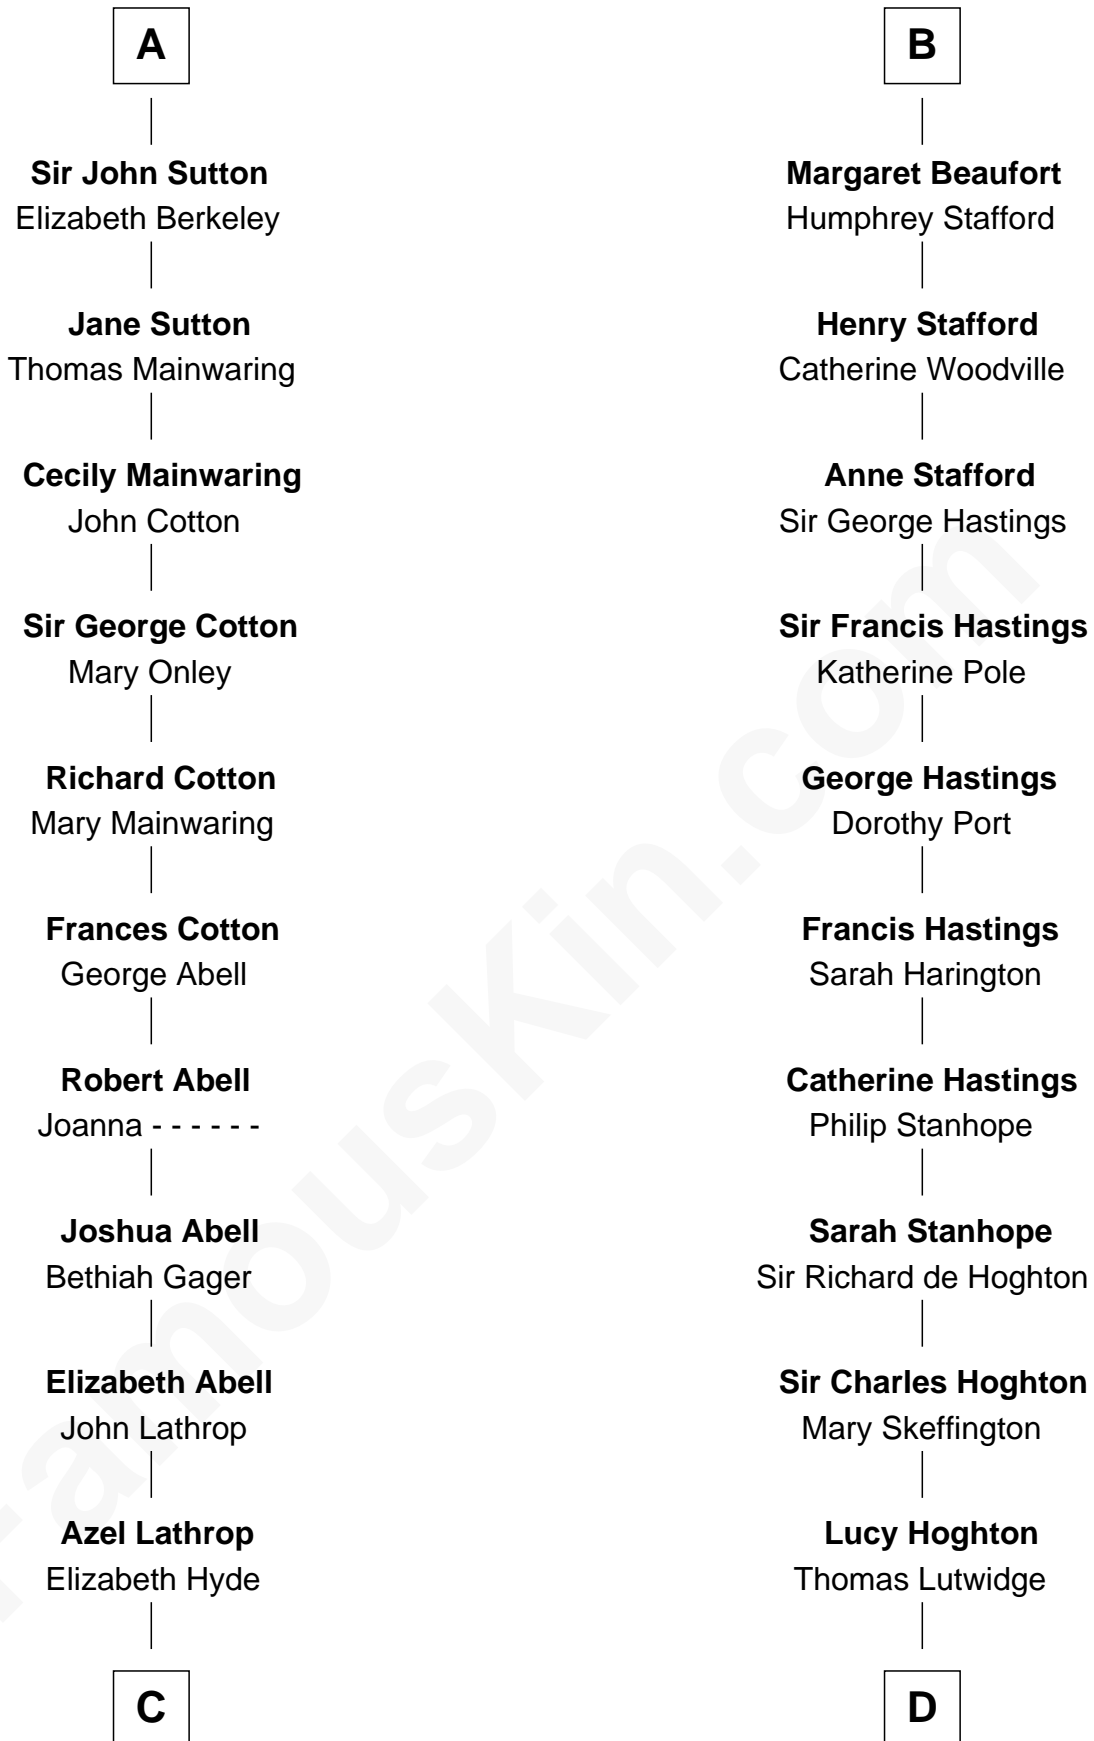 A
Sir John Sutton
Elizabeth Berkeley
Jane Sutton
Thomas Mainwaring
Cecily Mainwaring
John Cotton
Sir George Cotton
Mary Onley
Richard Cotton
Mary Mainwaring
Frances Cotton
George Abell
Robert Abell
Joanna - - - - - -
Joshua Abell
Bethiah Gager
Elizabeth Abell
John Lathrop
Azel Lathrop
Elizabeth Hyde
C
B
Margaret Beaufort
Humphrey Stafford
Henry Stafford
Catherine Woodville
Anne Stafford
Sir George Hastings
Sir Francis Hastings
Katherine Pole
George Hastings
Dorothy Port
Francis Hastings
Sarah Harington
Catherine Hastings
Philip Stanhope
Sarah Stanhope
Sir Richard de Hoghton
Sir Charles Hoghton
Mary Skeffington
Lucy Hoghton
Thomas Lutwidge
D
FamousKin.com